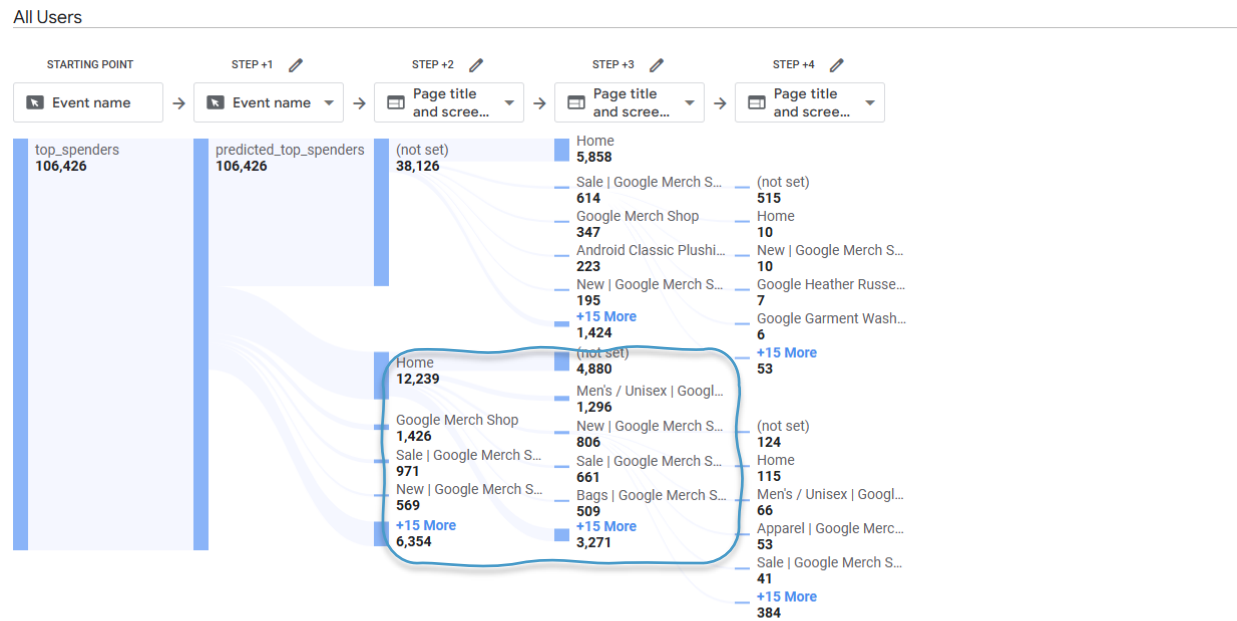 All Users
STARTING POINT
STEP +1
STEP +2
STEP +3
STEP +4
Event name
Event name
Page title
and scree...
Page title
and scree...
Page title
and scree...
top_spenders
106,426
predicted_top_spenders
106,426
(not set)
38,126
Home
12,239
Google Merch Shop
1,426
Sale | Google Merch S...
971
New | Google Merch S...
569
+15 More
6,354
Home
5,858
Sale | Google Merch S...
614
Google Merch Shop
347
Android Classic Plushi...
223
New | Google Merch S...
195
+15 More
1,424
(not set)
4,880
Men's / Unisex | Googl...
1,296
New | Google Merch S...
806
Sale | Google Merch S...
661
Bags | Google Merch S...
509
+15 More
3,271
(not set)
515
Home
10
New | Google Merch S...
10
Google Heather Russe...
7
Google Garment Wash...
6
+15 More
53
(not set)
124
Home
115
Men's / Unisex | Googl...
66
Apparel | Google Merc...
53
Sale | Google Merch S...
41
+15 More
384